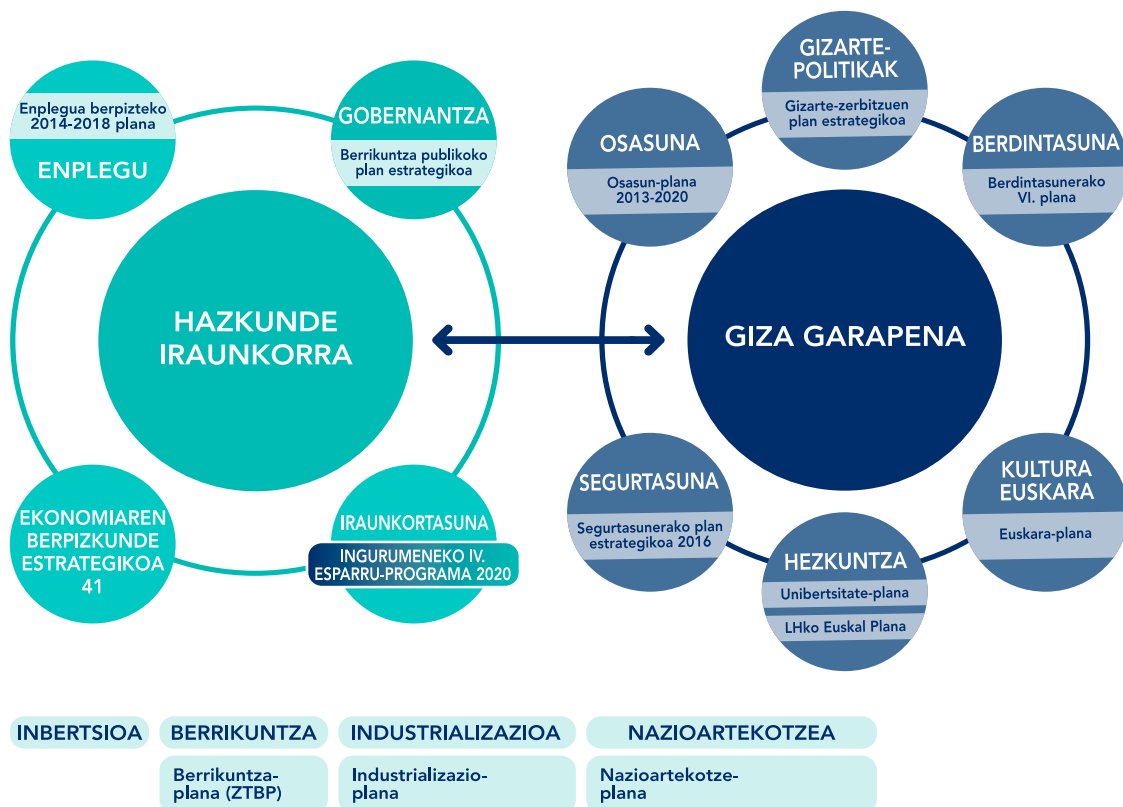 Enplegua berpizteko
2014-2018 plana
ENPLEGU
GOBERNANTZA
Berrikuntza publikoko
plan estrategikoa
HAZKUNDE
IRAUNKORRA
EKONOMIAREN
BERPIZKUNDE
ESTRATEGIKOA
41
IRAUNKORTASUNA
INGURUMENEKO IV.
ESPARRU-PROGRAMA 2020
GIZARTE-
POLITIKAK
Gizarte-zerbitzuen
plan estrategikoa
OSASUNA
Osasun-plana
2013-2020
BERDINTASUNA
Berdintasunerako
VI. plana
GIZA GARAPENA
SEGURTASUNA
Segurtasunerako plan
estrategikoa 2016
KULTURA
EUSKARA
Euskara-plana
HEZKUNTZA
Unibertsitate-plana
LHko Euskal Plana
INBERTSIOA
BERRIKUNTZA
Berrikuntza-
plana (ZTBP)
INDUSTRIALIZAZIOA
Industrializazio-
plana
NAZIOARTEKOTZEA
Nazioartekotze-
plana